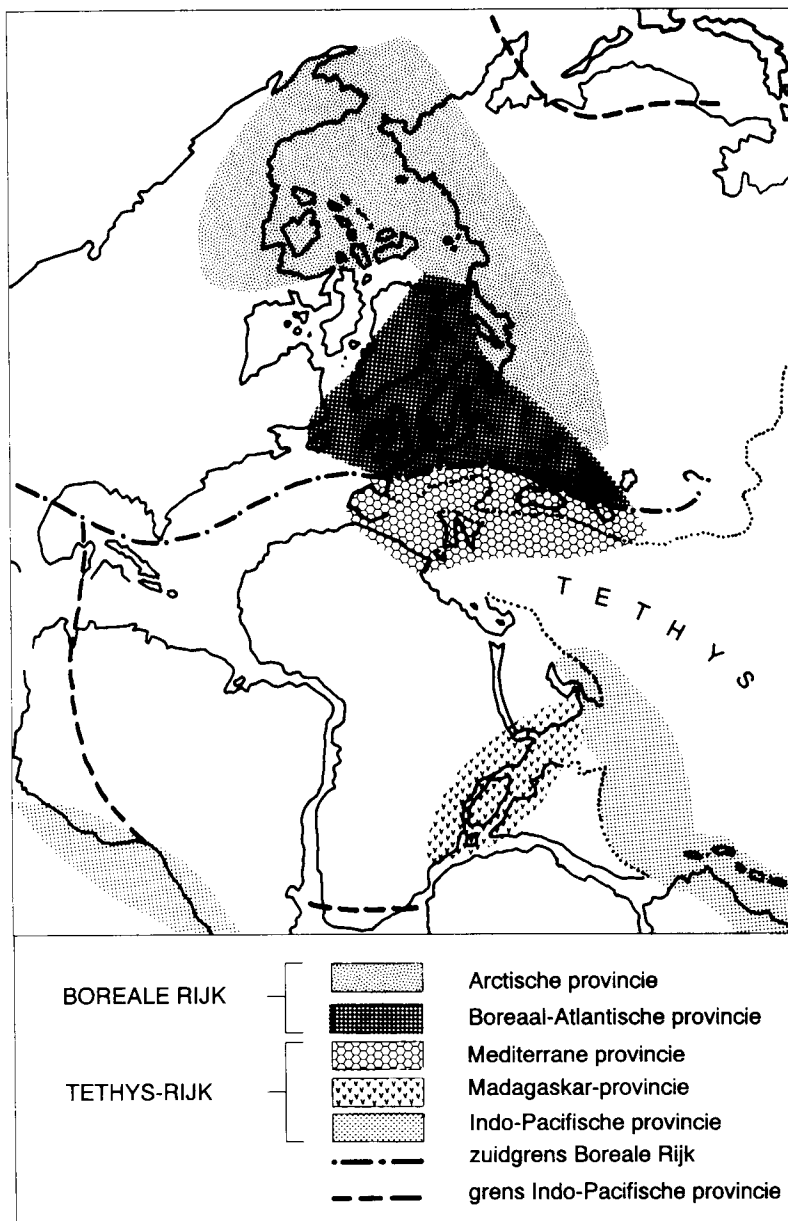 TETHYS
BOREALE RIJK
Arctische provincie
Boreaal-Atlantische provincie
TETHYS-RIJK
Mediterrane provincie
Madagaskar-provincie
Indo-Pacifische provincie
zuidgrens Boreale Rijk
grens Indo-Pacifische provincie